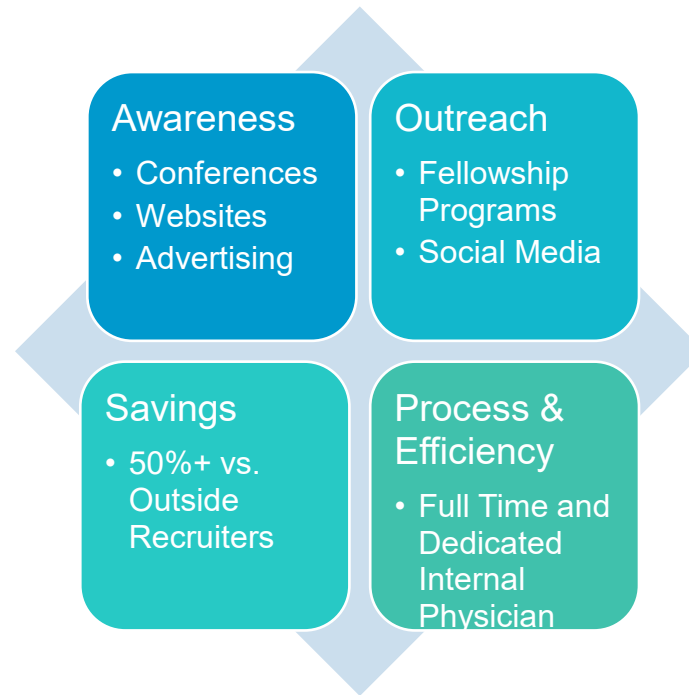 Awareness
• Conferences
• Websites
• Advertising
Outreach
• Fellowship
Programs
• Social Media
Savings
• 50%+ vs.
Outside
Recruiters
Process &
Efficiency
• Full Time and
Dedicated
Internal
Physician